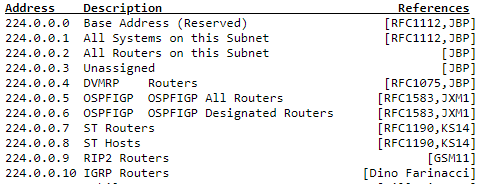 Address Description References
224.0.0.0 Base Address (Reserved) [RFC1112,JBP]
224.0.0.1 All Systems on this Subnet [RFC1112,JBP]
224.0.0.2 All Routers on this Subnet [JBP]
224.0.0.3 Unassigned [JBP]
224.0.0.4 DVMRP Routers [RFC1075,JBP]
224.0.0.5 OSPFIGP OSPFIGP All Routers [RFC1583,JXM1]
224.0.0.6 OSPFIGP OSPFIGP Designated Routers [RFC1583,JXM1]
224.0.0.7 ST Routers [RFC1190,KS14]
224.0.0.8 ST Hosts [RFC1190,KS14]
224.0.0.9 RIP2 Routers [GSM11]
224.0.0.10 IGRP Routers [Dino Farinacci]